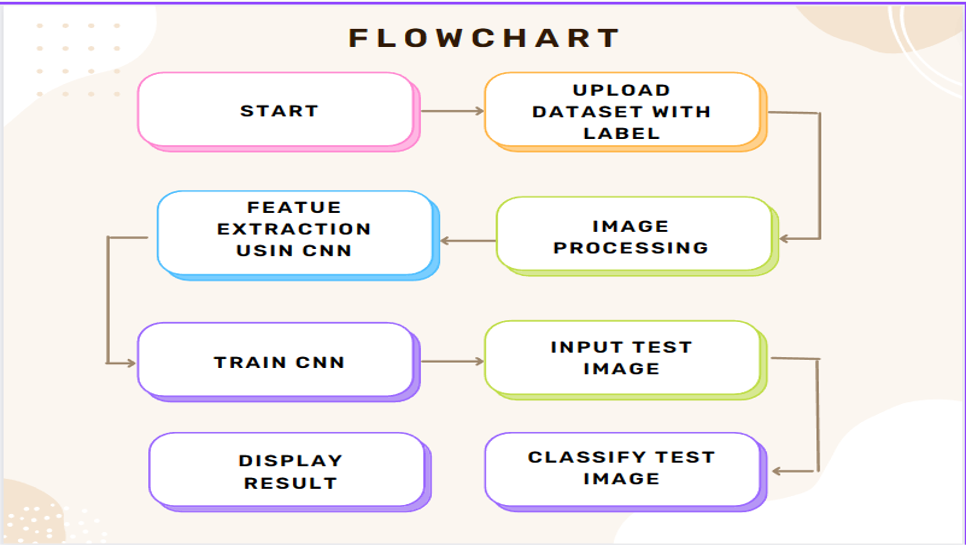 FLOWCHART
START
UPLOAD
DATASET WITH
LABEL
IMAGE
PROCESSING
FEATUE
EXTRACTION
USIN CNN
TRAIN CNN
INPUT TEST
IMAGE
CLASSIFY TEST
IMAGE
DISPLAY
RESULT